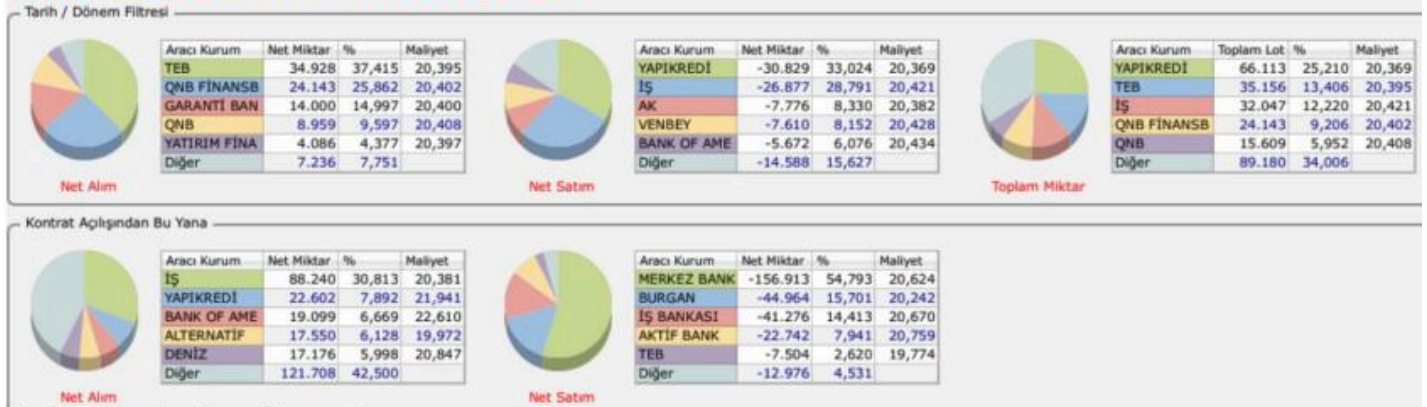 Tarih / Dönem Filtresi
Aracı Kurum Net Miktar % Maliyet
TEB 34.928 37,415 20,395
QNB FİNANSB 24.143 25,862 20,402
GARANTİ BAN 14.000 14,997 20,400
QNB 8.959 9,597 20,408
YATIRIM FİNA 4.086 4,377 20,397
Diğer 7.236 7,751
Net Alım
Aracı Kurum Net Miktar % Maliyet
YAPIKREDİ -30.829 33,024 20,369
İŞ -26.877 28,791 20,421
AK -7.776 8,330 20,382
VENBEY -7.610 8,152 20,428
BANK OF AME -5.672 6,076 20,434
Diğer -14.588 15,627
Net Satım
Aracı Kurum Toplam Lot % Maliyet
YAPIKREDİ 66.113 25,210 20,369
TEB 35.156 13,406 20,395
İŞ 32.047 12,220 20,421
QNB FİNANSB 24.143 9,206 20,402
QNB 15.609 5,952 20,408
Diğer 89.180 34,006
Toplam Miktar
Kontrat Açılışından Bu Yana
Aracı Kurum Net Miktar % Maliyet
İŞ 88.240 30,813 20,381
YAPIKREDİ 22.602 7,892 21,941
BANK OF AME 19.099 6,669 22,610
ALTERNATİF 17.550 6,128 19,972
DENİZ 17.176 5,998 20,847
Diğer 121.708 42,500
Net Alım
Aracı Kurum Net Miktar % Maliyet
MERKEZ BANK -156.913 54,793 20,624
BURGAN -44.964 15,701 20,242
İŞ BANKASI -41.276 14,413 20,670
AKTİF BANK -22.742 7,941 20,759
TEB -7.504 2,620 19,774
Diğer -12.976 4,531
Net Satım